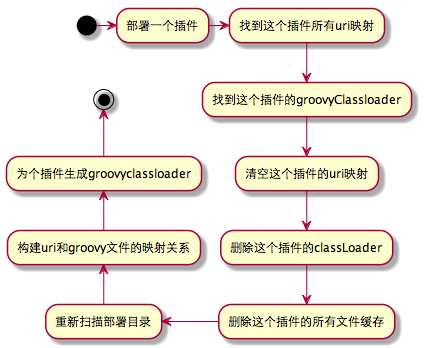 部署一个插件
找到这个插件所有uri映射
找到这个插件的groovyClassloader
清空这个插件的uri映射
删除这个插件的classLoader
删除这个插件的所有文件缓存
重新扫描部署目录
构建uri和groovy文件的映射关系
为个插件生成groovyclassloader